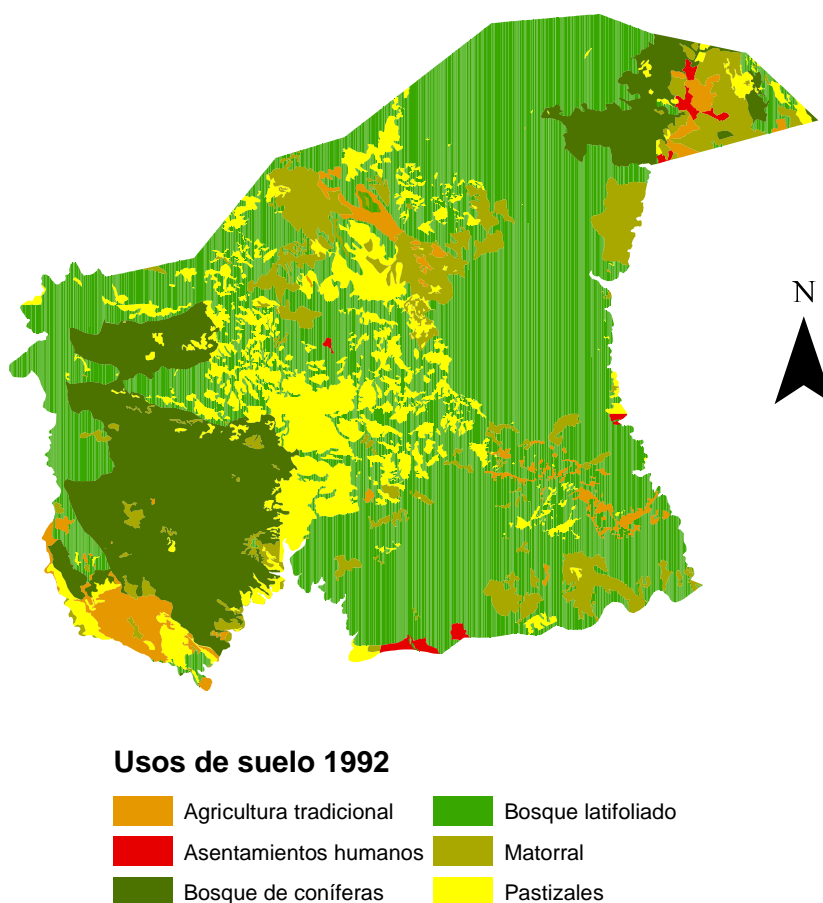 N
Usos de suelo 1992
Agricultura tradicional
Asentamientos humanos
Bosque de coníferas
Bosque latifoliado
Matorral
Pastizales